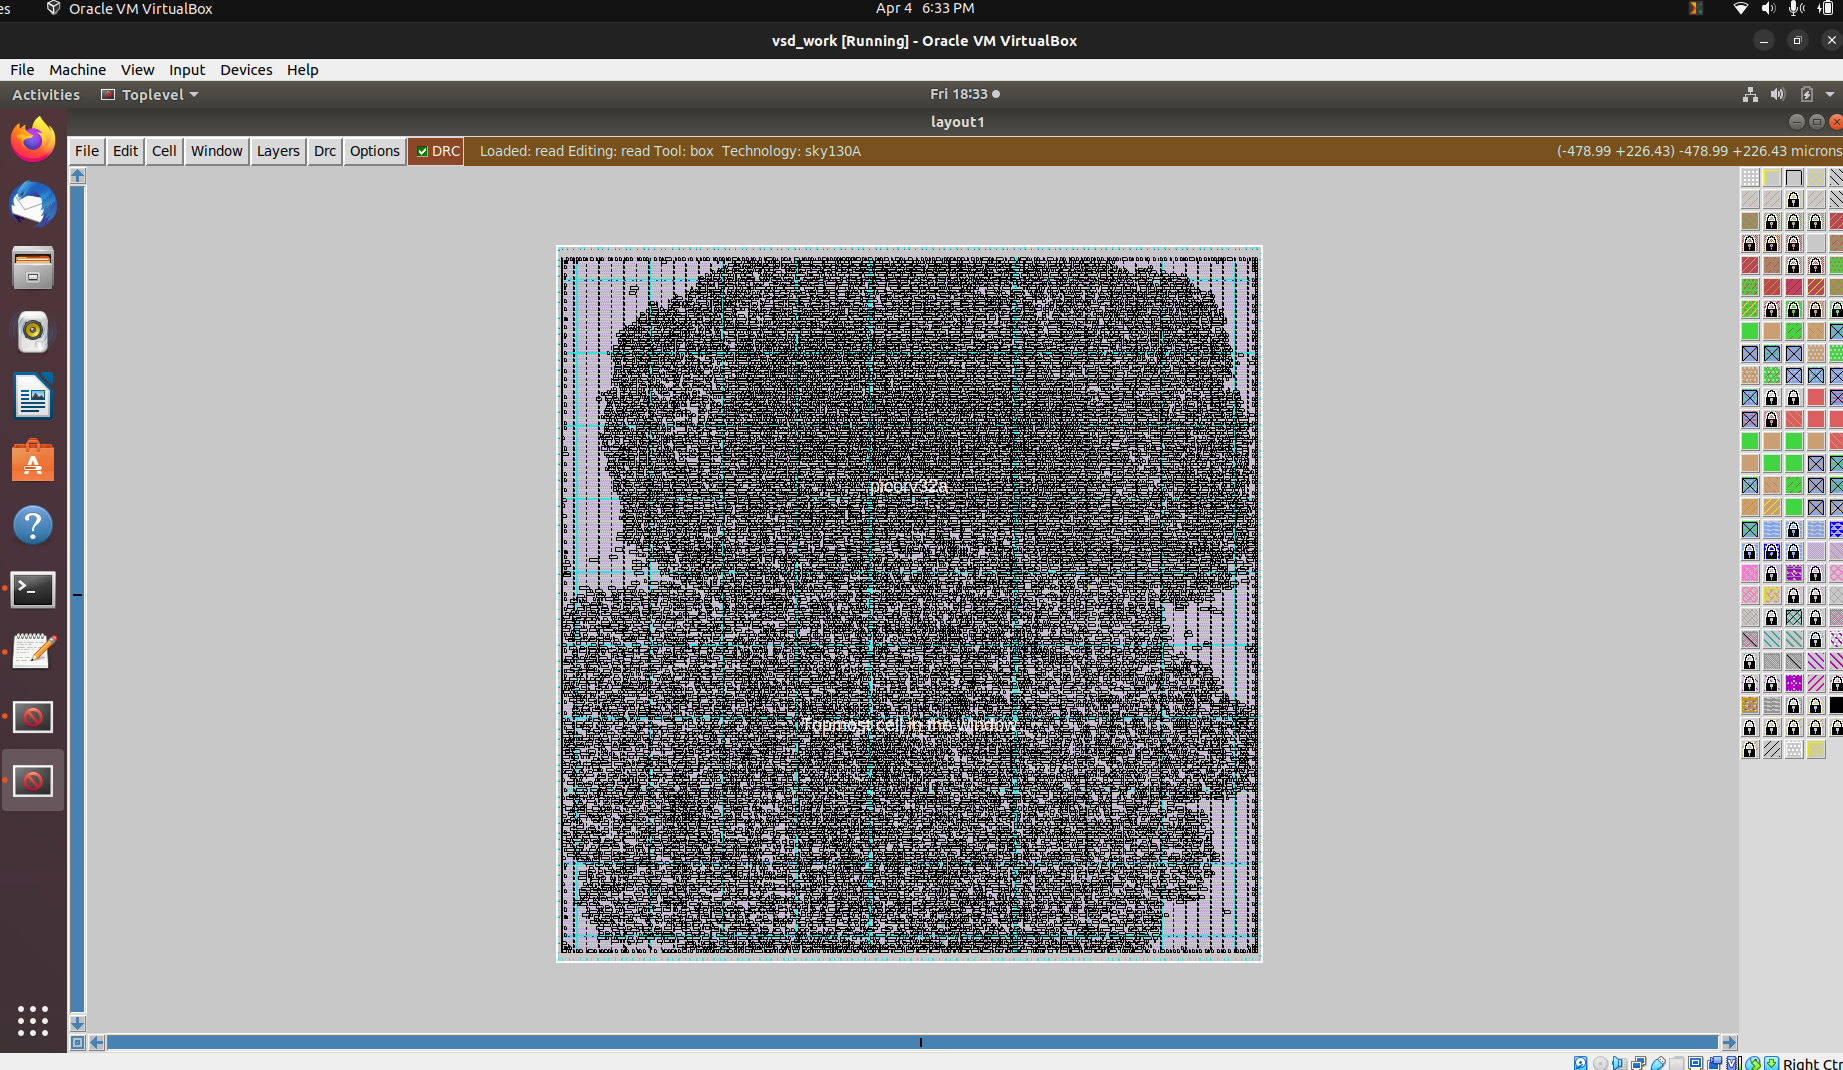 es Oracle VM VirtualBox Apr 4 6:33 PM
vsd_work [Running] - Oracle VM VirtualBox
File Machine View Input Devices Help
Activities Toplevel Fri 18:33
layout1
File Edit Cell Window Layers Drc Options DRC Loaded: read Editing: read Tool: box Technology: sky130A (-478.99 +226.43) -478.99 +226.43 microns
picorv32a
Topmost cell in the window
Right Ctr